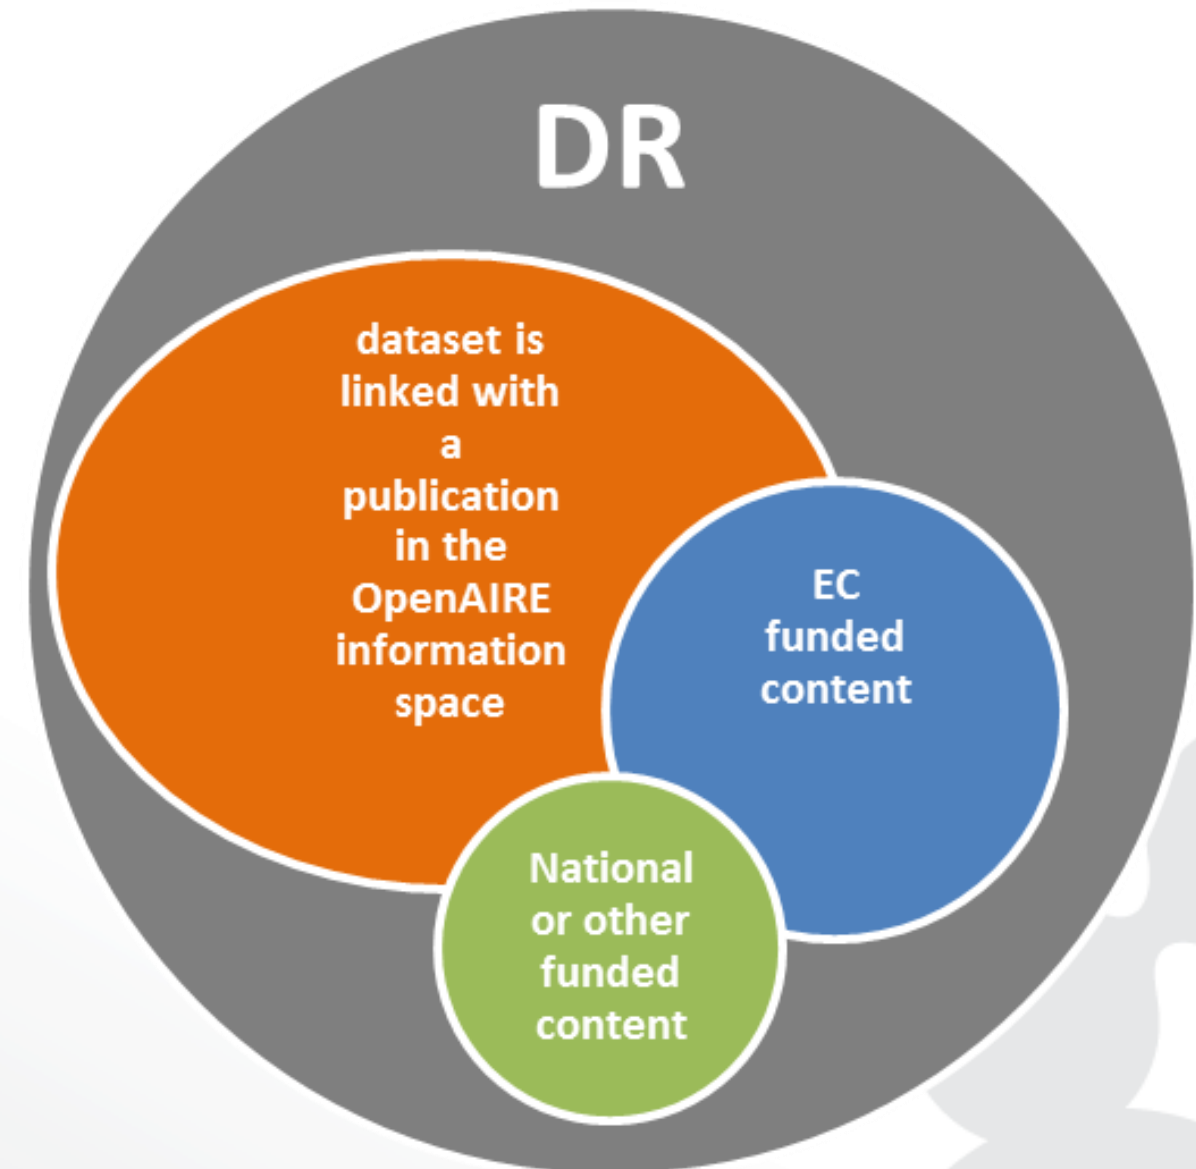 DR
dataset is
linked with
a
publication
in the
OpenAIRE
information
space
EC
funded
content
National
or other
funded
content